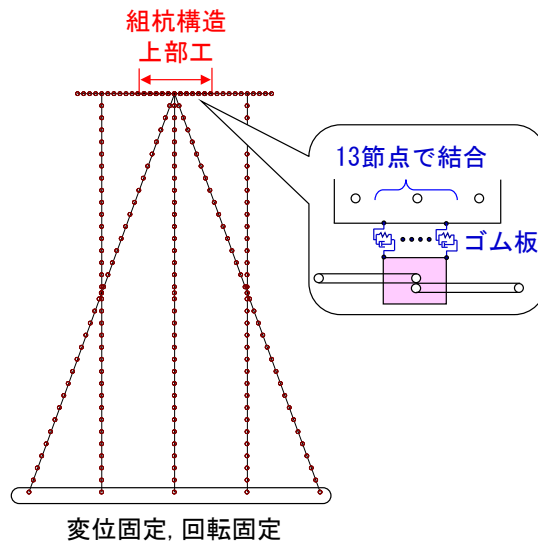 組杭構造
上部工
13節点で結合
ゴム板
変位固定, 回転固定